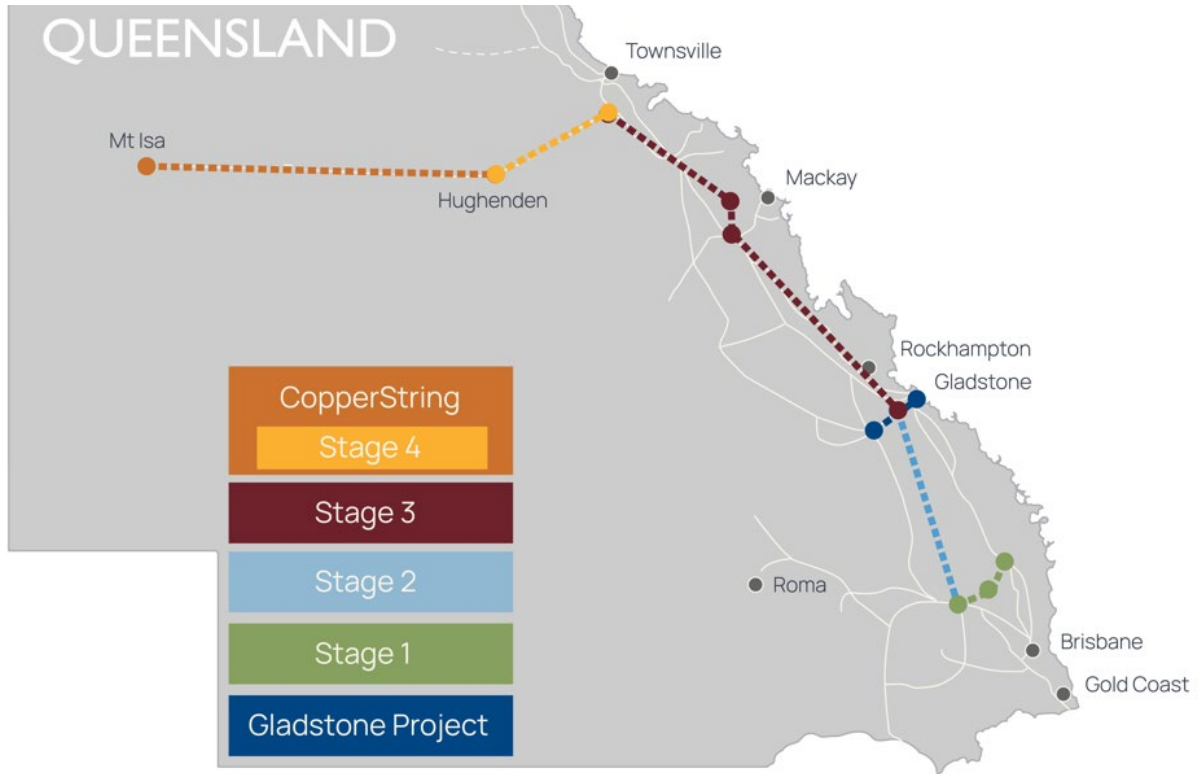 QUEENSLAND
Townsville
Mt Isa
Mackay
Hughenden
Rockhampton
Gladstone
CopperString
Stage 4
Stage 3
Stage 2
Roma
Stage 1
Brisbane
Gold Coast
Gladstone Project